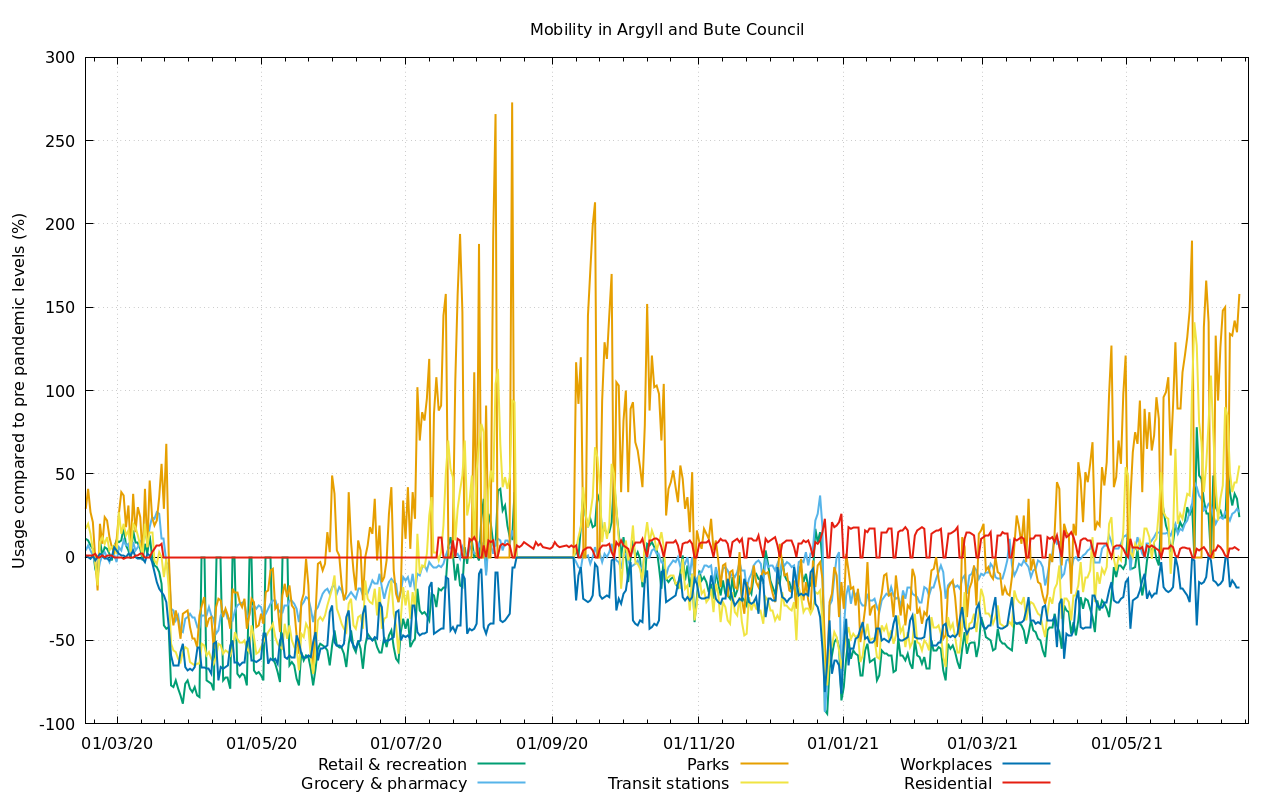 Mobility in Argyll and Bute Council
Usage compared to pre pandemic levels (%)
300
250
200
150
100
50
0
-50
-100
01/03/20 01/05/20 01/07/20 01/09/20 01/11/20 01/01/21 01/03/21 01/05/21
Retail & recreation Parks Workplaces
Grocery & pharmacy Transit stations Residential